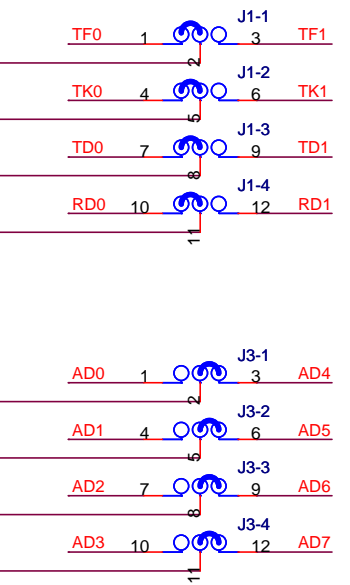 J1-1
TF0 1 3 TF1
2
J1-2
TK0 4 6 TK1
5
J1-3
TD0 7 9 TD1
8
J1-4
RD0 10 12 RD1
11
J3-1
AD0 1 3 AD4
2
J3-2
AD1 4 6 AD5
5
J3-3
AD2 7 9 AD6
8
J3-4
AD3 10 12 AD7
11